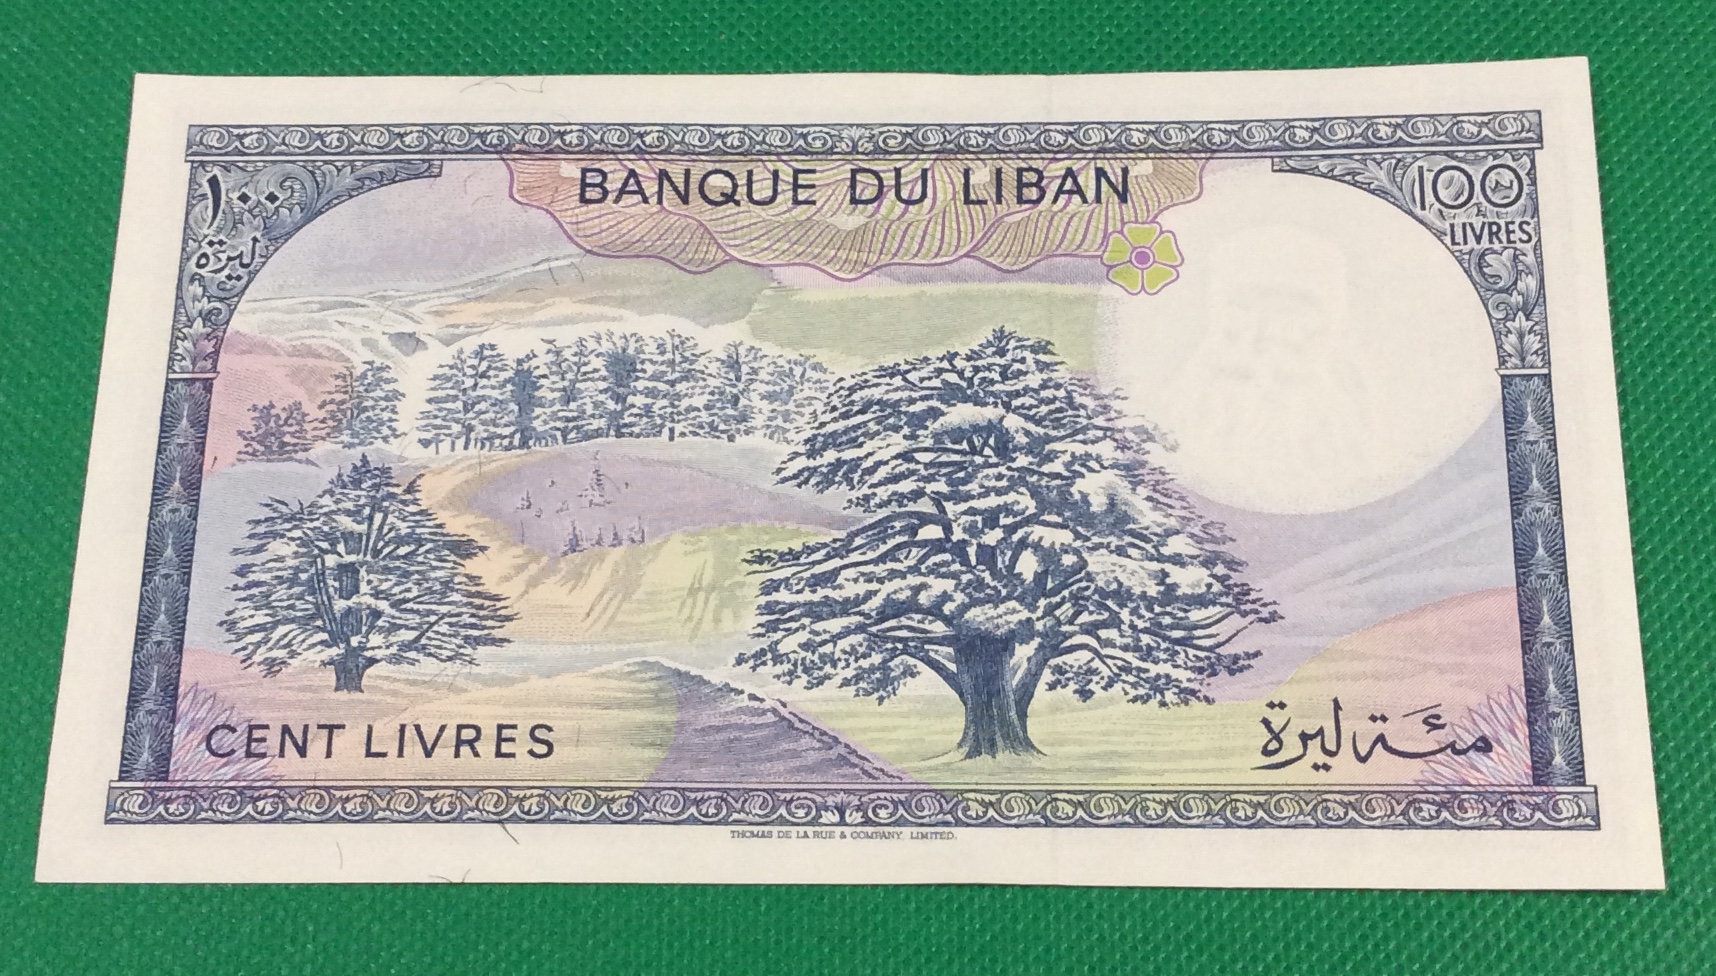 BANQUE DU LIBAN
١٠٠
ليرة
100
LIVRES
CENT LIVRES
مئة ليرة
THOMAS DE LA RUE & COMPANY, LIMITED.